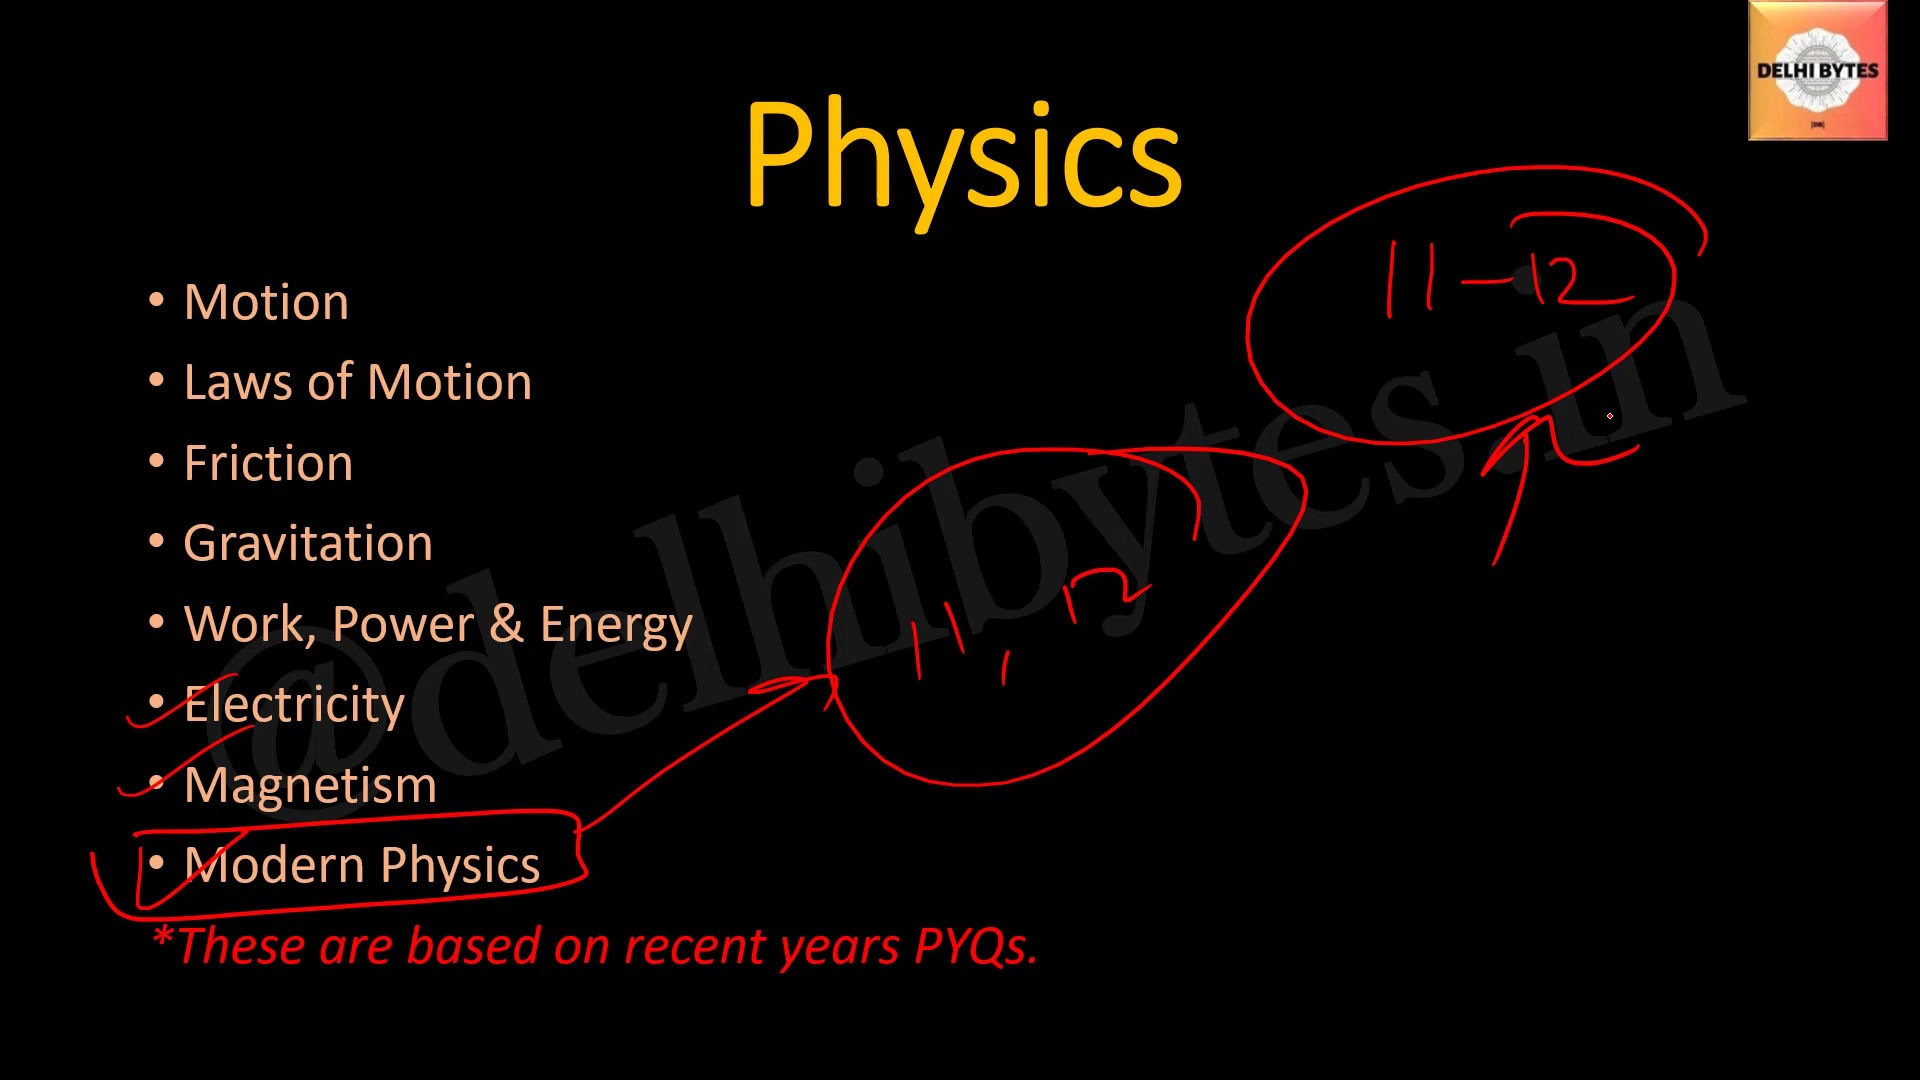 DELHI BYTES
|DB|
Physics
11-12
• Motion
• Laws of Motion
• Friction
• Gravitation
• Work, Power & Energy
11, 12
• Electricity
• Magnetism
• Modern Physics
*These are based on recent years PYQs.
@delhibytes.in